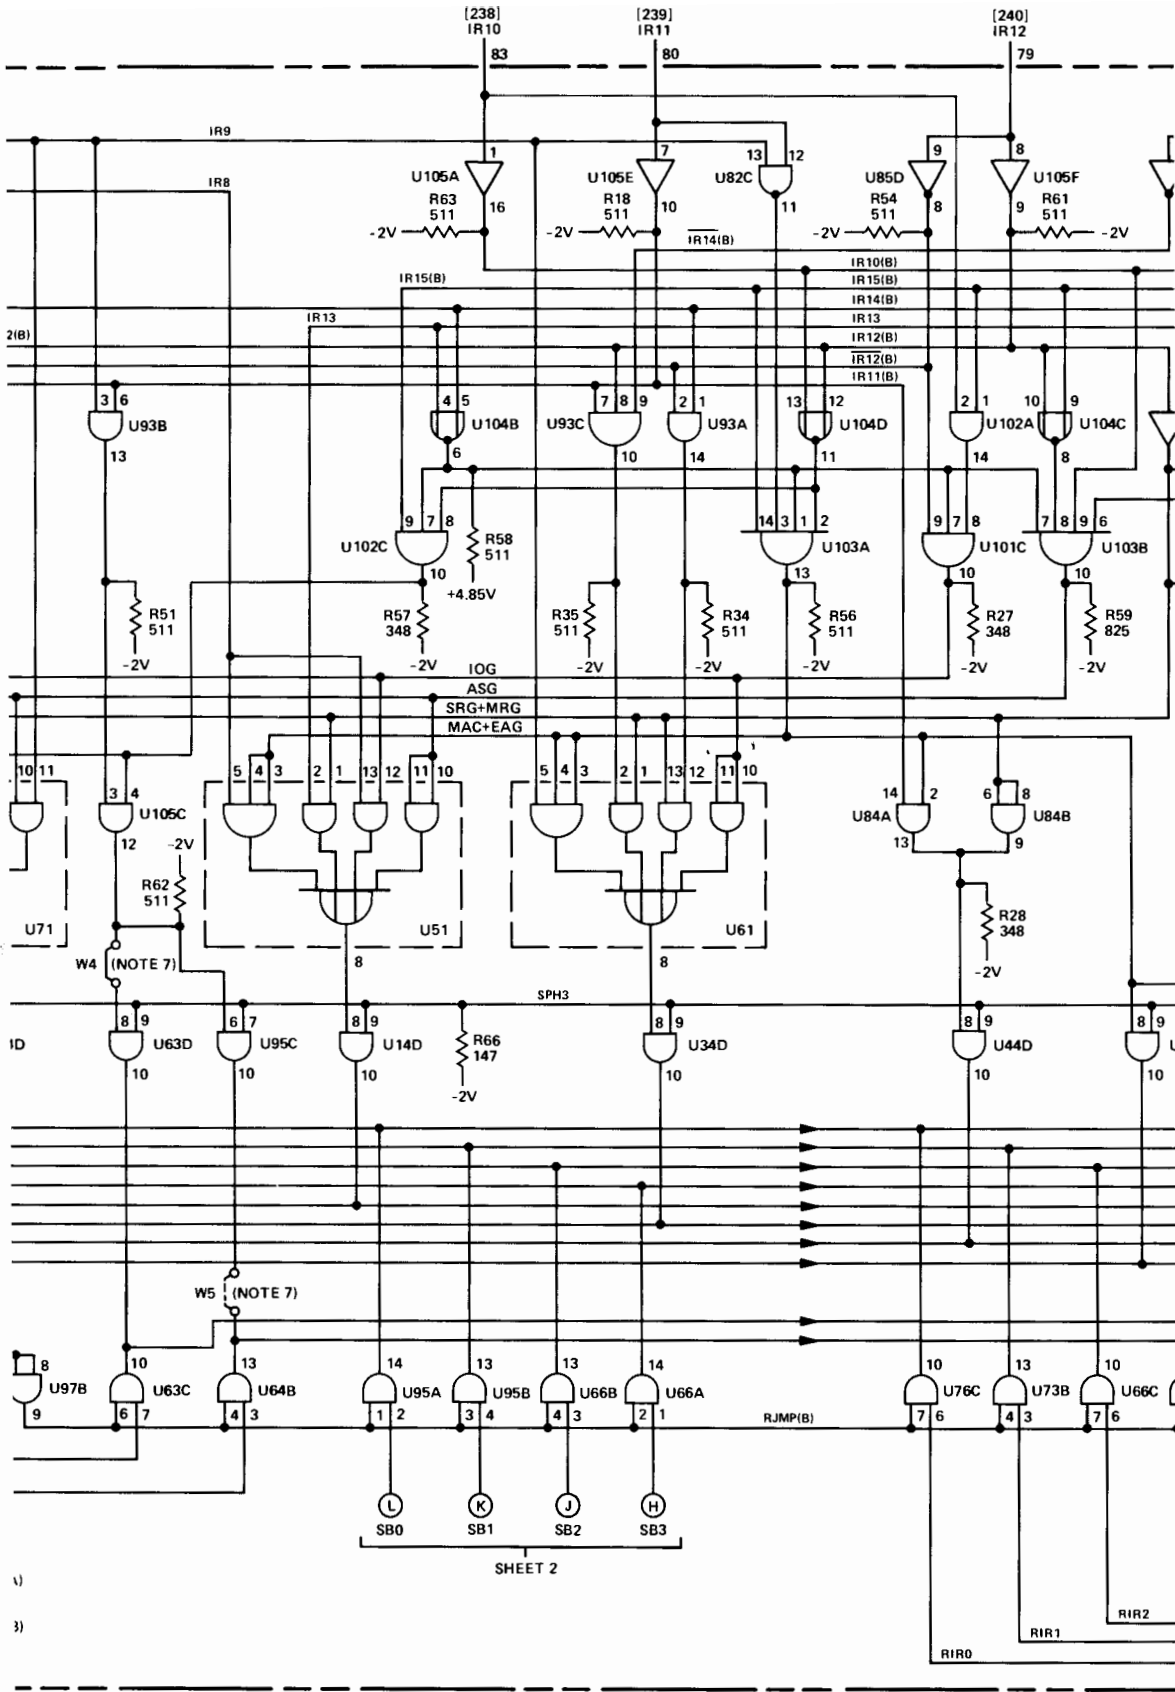 [238] [239] [240]
IR10 IR11 IR12
83 80 79
IR9
1 7 13 12 9 8
U105A U105E U82C U85D U105F
IR8
R63 511 16 R18 511 10 11 R54 511 8 9 R61 511
-2V -2V -2V -2V
IR14(B)
IR10(B)
IR15(B) IR15(B)
IR14(B)
IR13 IR13
2(B) IR12(B)
IR12(B)
IR11(B)
3 6 4 5 7 8 9 2 1 13 12 2 1 10 9
U93B U104B U93C U93A U104D U102A U104C
13 6 10 14 11 14 8
9 7 8 14 3 1 2 9 7 8 7 8 9 6
U102C R58 511 U103A U101C U103B
10 +4.85V 13 10 10
R51 511 R57 348 R35 511 R34 511 R56 511 R27 348 R59 825
-2V -2V -2V -2V -2V -2V -2V
IOG
ASG
SRG+MRG
MAC+EAG
10 11 3 4 5 4 3 2 1 13 12 11 10 5 4 3 2 1 13 12 11 10 14 2 6 8
U105C U84A U84B
12 -2V 13 9
R62 511
U71 U51 U61 R28 348
W4 (NOTE 7) 8 8 -2V
SPH3
8 9 6 7 8 9 8 9 8 9 8 9
U63D U95C U14D R66 147 U34D U44D
10 10 10 -2V 10 10 10
W5 (NOTE 7)
8 10 13 14 13 13 14 10 13 10
U97B U63C U64B U95A U95B U66B U66A U76C U73B U66C
9 6 7 4 3 1 2 3 4 4 3 2 1 RJMP(B) 7 6 4 3 7 6
L K J H
SB0 SB1 SB2 SB3
SHEET 2
RIR2
RIR1
RIR0